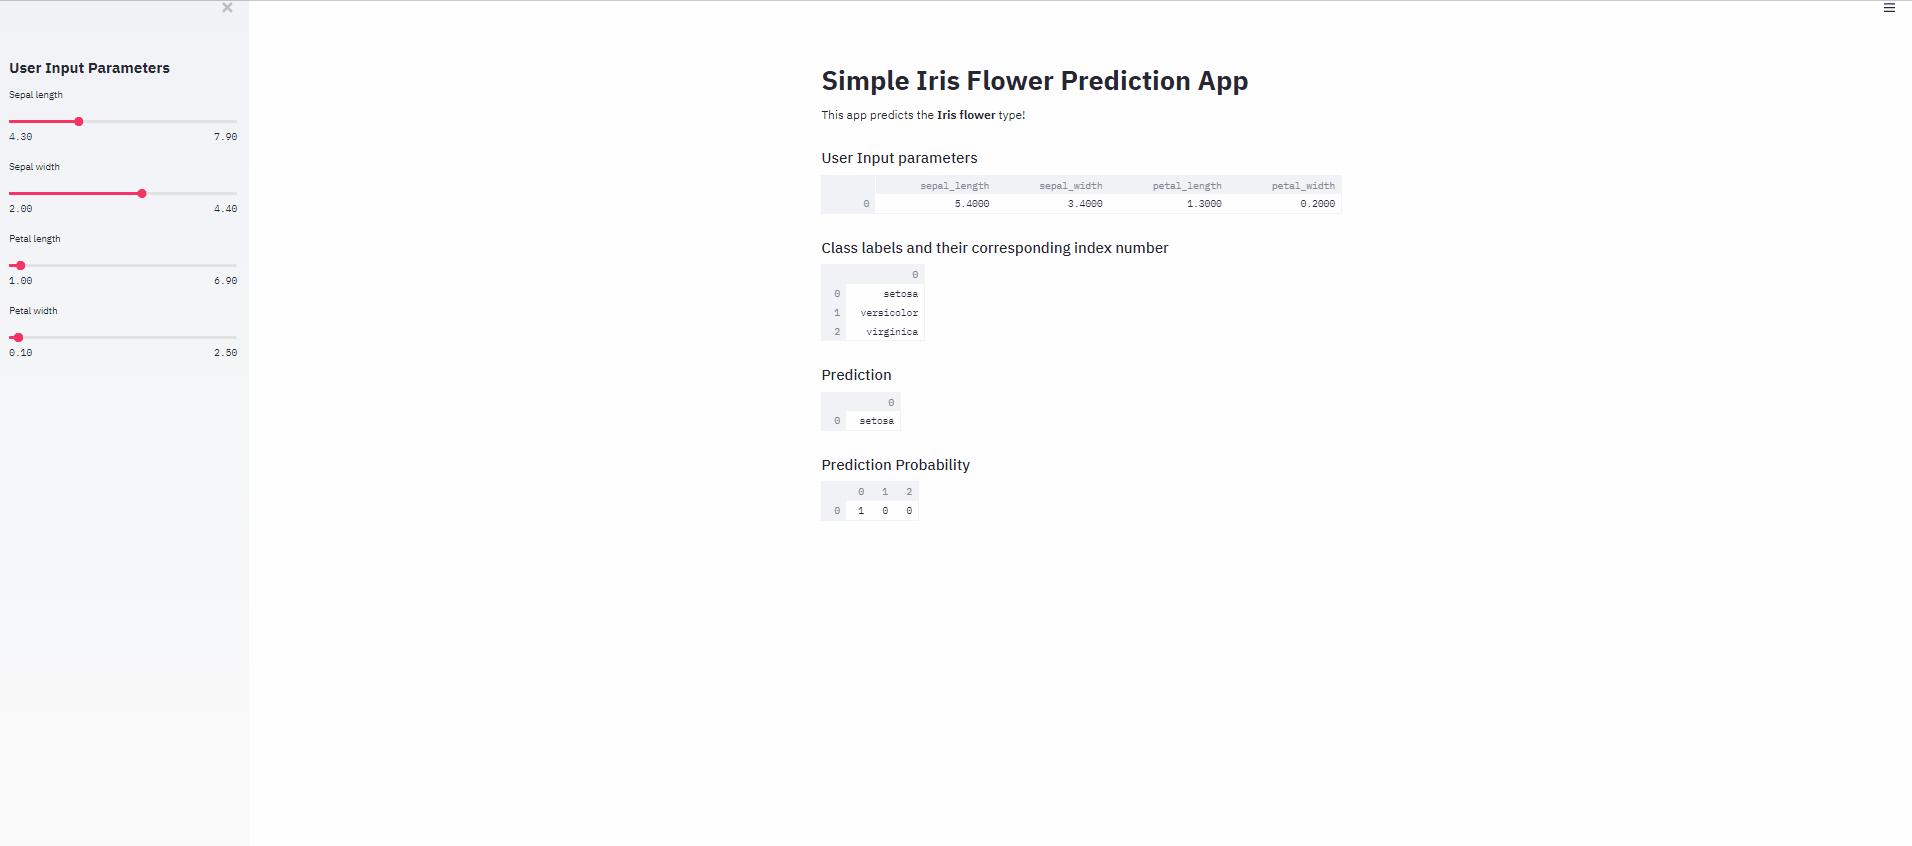 User Input Parameters
Sepal length
4.30 7.90
Sepal width
2.00 4.40
Petal length
1.00 6.90
Petal width
0.10 2.50
Simple Iris Flower Prediction App
This app predicts the Iris flower type!
User Input parameters
sepal_length sepal_width petal_length petal_width
0 5.4000 3.4000 1.3000 0.2000
Class labels and their corresponding index number
0
0 setosa
1 versicolor
2 virginica
Prediction
0
0 setosa
Prediction Probability
0 1 2
0 1 0 0